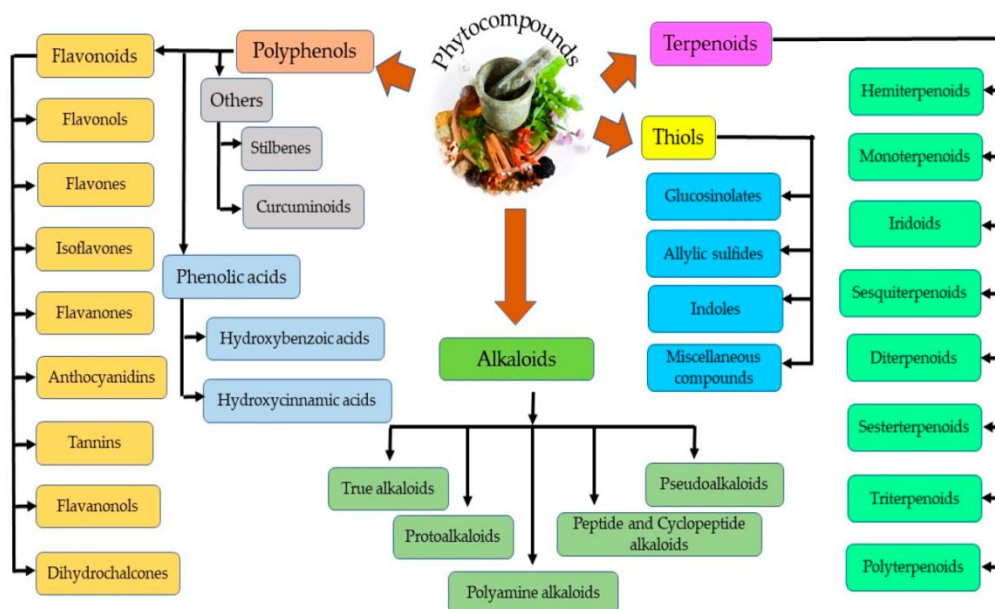 Phytocompounds
Polyphenols
Flavonoids
Flavonols
Flavones
Isoflavones
Flavanones
Anthocyanidins
Tannins
Flavanonols
Dihydrochalcones
Others
Stilbenes
Curcuminoids
Phenolic acids
Hydroxybenzoic acids
Hydroxycinnamic acids
Alkaloids
True alkaloids
Protoalkaloids
Polyamine alkaloids
Peptide and Cyclopeptide
alkaloids
Pseudoalkaloids
Thiols
Glucosinolates
Allylic sulfides
Indoles
Miscellaneous
compounds
Terpenoids
Hemiterpenoids
Monoterpenoids
Iridoids
Sesquiterpenoids
Diterpenoids
Sesterterpenoids
Triterpenoids
Polyterpenoids